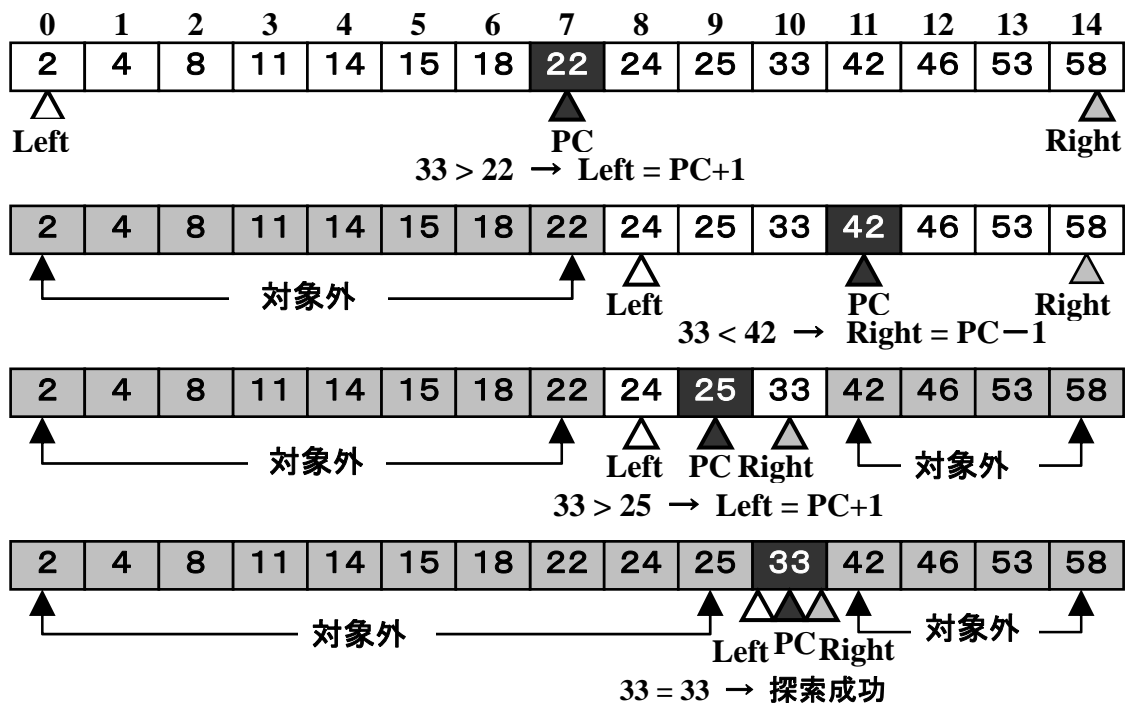 0 1 2 3 4 5 6 7 8 9 10 11 12 13 14
2 4 8 11 14 15 18 22 24 25 33 42 46 53 58
Left PC Right
33 > 22 → Left = PC+1
2 4 8 11 14 15 18 22 24 25 33 42 46 53 58
対象外 Left PC Right
33 < 42 → Right = PC－1
2 4 8 11 14 15 18 22 24 25 33 42 46 53 58
対象外 Left PC Right 対象外
33 > 25 → Left = PC+1
2 4 8 11 14 15 18 22 24 25 33 42 46 53 58
対象外 Left PC Right 対象外
33 = 33 → 探索成功